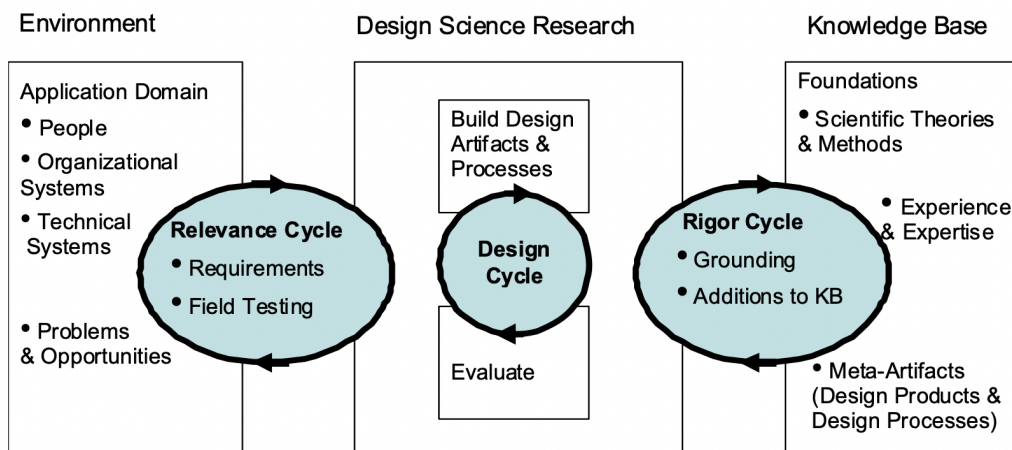 Environment
Design Science Research
Knowledge Base
Application Domain
• People
• Organizational
Systems
• Technical
Systems
• Problems
& Opportunities
Relevance Cycle
• Requirements
• Field Testing
Build Design
Artifacts &
Processes
Design
Cycle
Evaluate
Rigor Cycle
• Grounding
• Additions to KB
Foundations
• Scientific Theories
& Methods
• Experience
& Expertise
• Meta-Artifacts
(Design Products &
Design Processes)